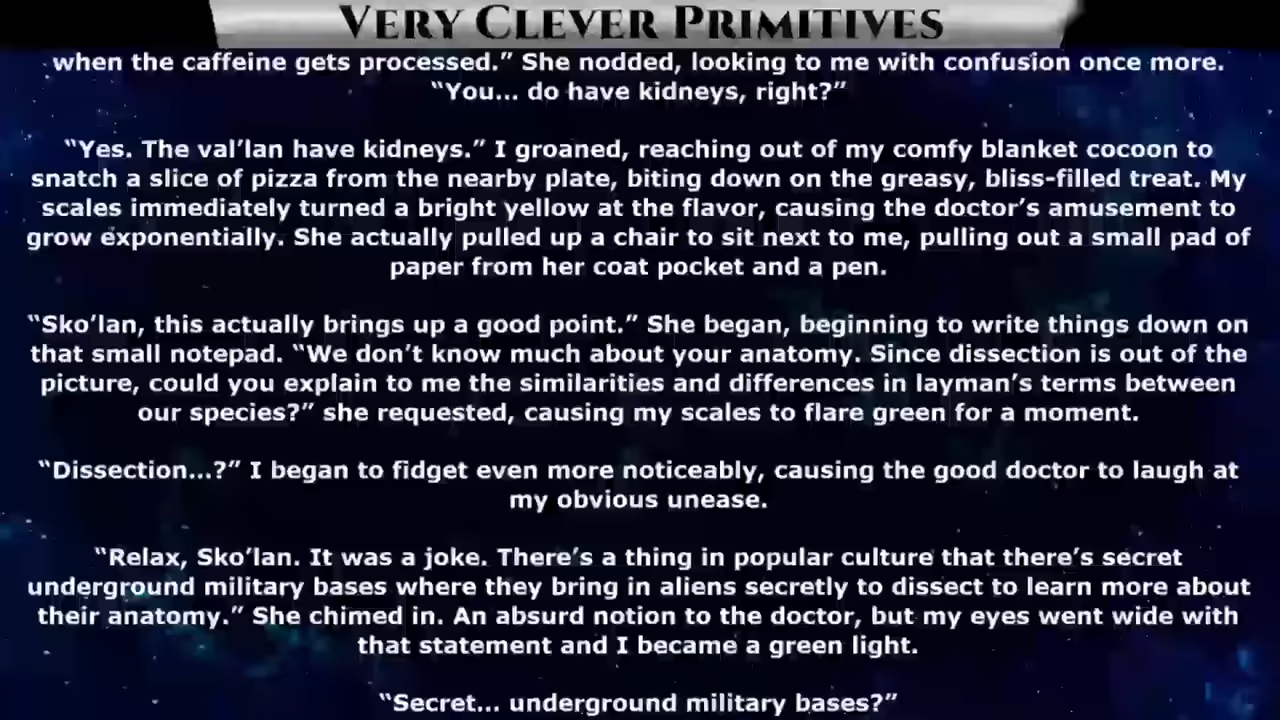 VERY CLEVER PRIMITIVES
when the caffeine gets processed.” She nodded, looking to me with confusion once more.
“You... do have kidneys, right?”
“Yes. The val’lan have kidneys.” I groaned, reaching out of my comfy blanket cocoon to
snatch a slice of pizza from the nearby plate, biting down on the greasy, bliss-filled treat. My
scales immediately turned a bright yellow at the flavor, causing the doctor’s amusement to
grow exponentially. She actually pulled up a chair to sit next to me, pulling out a small pad of
paper from her coat pocket and a pen.
“Sko’lan, this actually brings up a good point.” She began, beginning to write things down on
that small notepad. “We don’t know much about your anatomy. Since dissection is out of the
picture, could you explain to me the similarities and differences in layman’s terms between
our species?” she requested, causing my scales to flare green for a moment.
“Dissection...?” I began to fidget even more noticeably, causing the good doctor to laugh at
my obvious unease.
“Relax, Sko’lan. It was a joke. There’s a thing in popular culture that there’s secret
underground military bases where they bring in aliens secretly to dissect to learn more about
their anatomy.” She chimed in. An absurd notion to the doctor, but my eyes went wide with
that statement and I became a green light.
“Secret... underground military bases?”